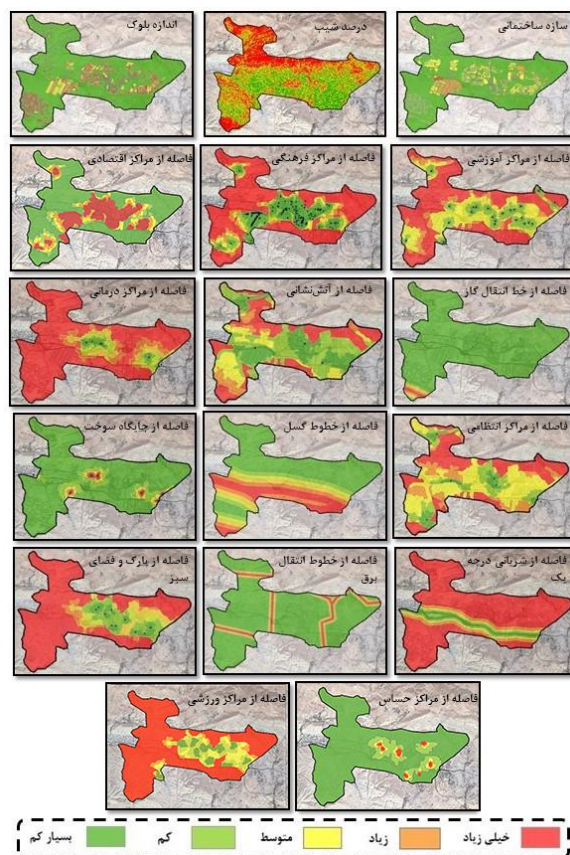 سازه ساختمانی
درصد شیب
اندازه بلوک
فاصله از مراکز آموزشی
فاصله از مراکز فرهنگی
فاصله از مراکز اقتصادی
فاصله از خط انتقال گاز
فاصله از آتش‌نشانی
فاصله از مراکز درمانی
فاصله از مراکز انتظامی
فاصله از خطوط گسل
فاصله از جایگاه سوخت
فاصله از شریانی درجه
یک
فاصله از خطوط انتقال
برق
فاصله از پارک و فضای
سبز
فاصله از مراکز حساس
فاصله از مراکز ورزشی
خیلی زیاد
زیاد
متوسط
کم
بسیار کم